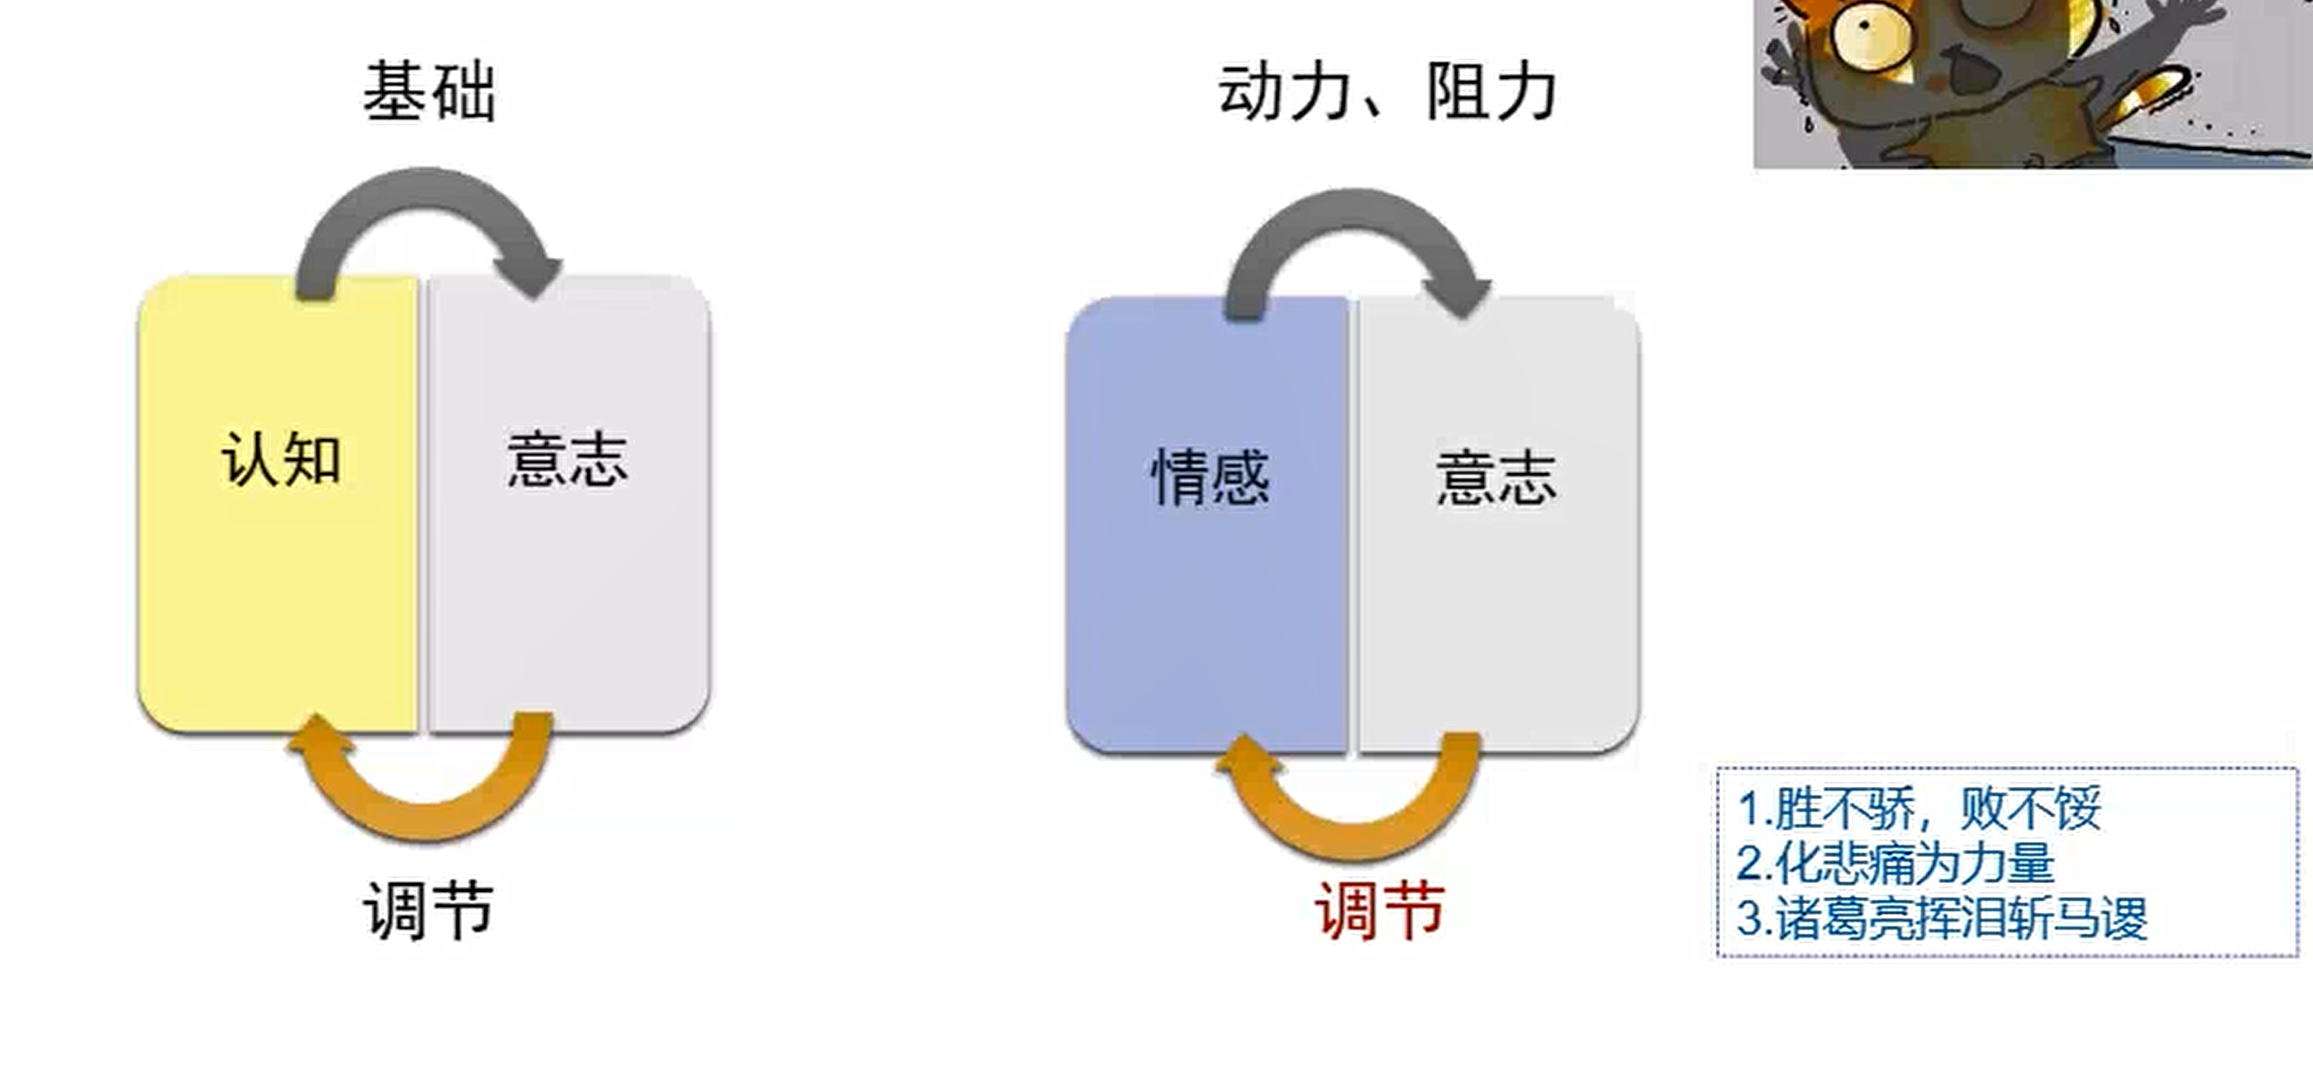 基础
认知
意志
调节
动力、阻力
情感
意志
调节
1.胜不骄，败不馁
2.化悲痛为力量
3.诸葛亮挥泪斩马谡